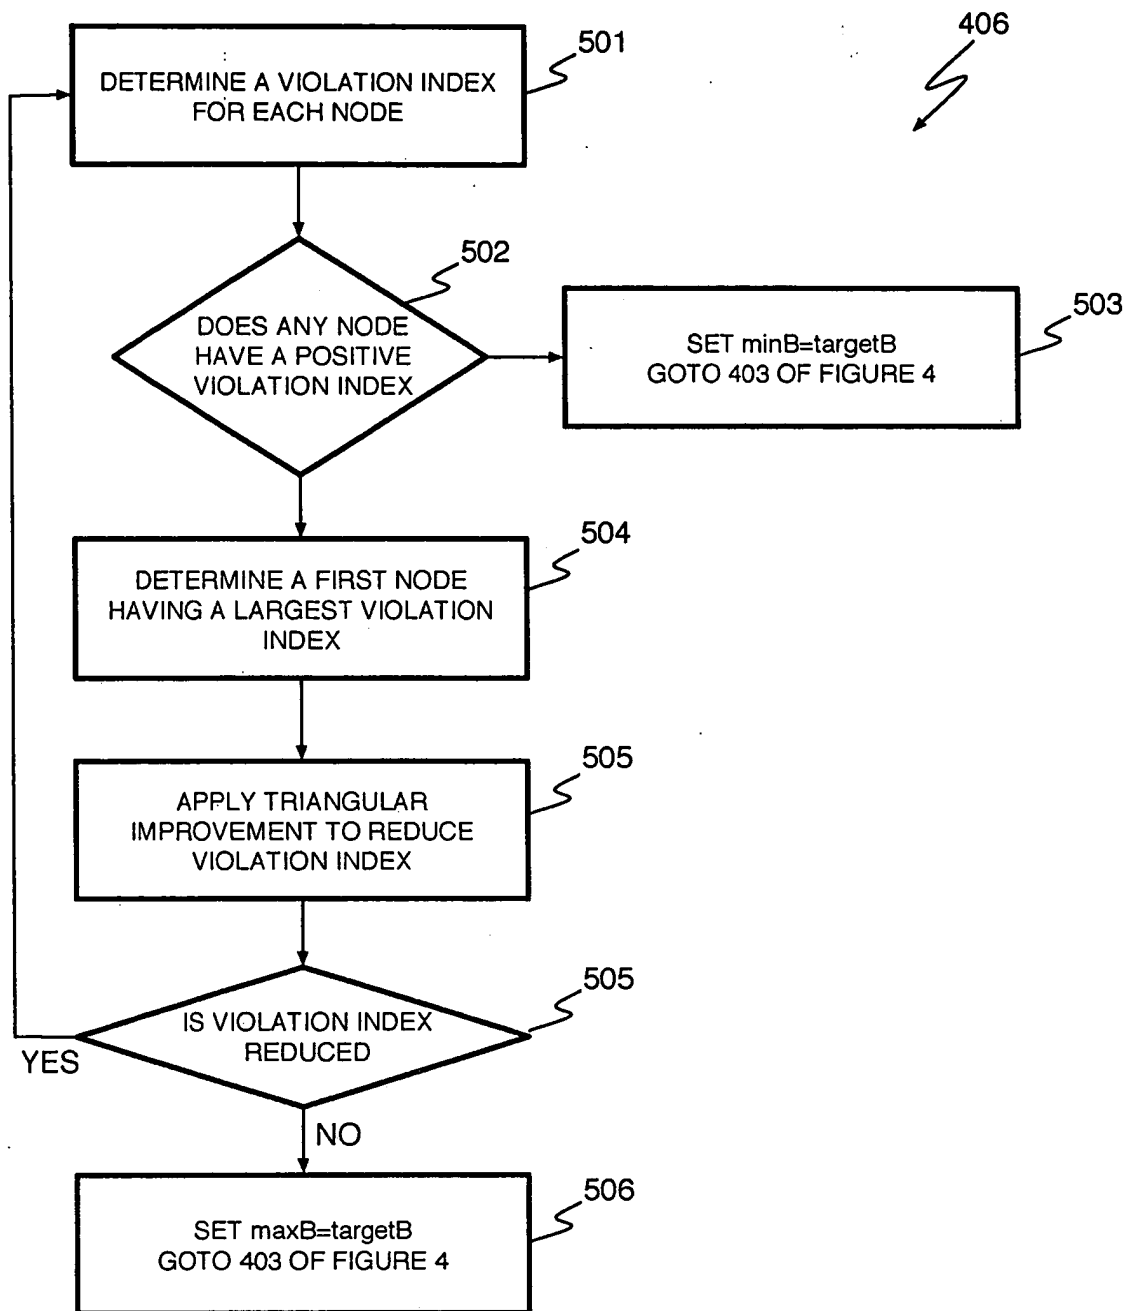 406
501
DETERMINE A VIOLATION INDEX
FOR EACH NODE
502
DOES ANY NODE
HAVE A POSITIVE
VIOLATION INDEX
503
SET minB=targetB
GOTO 403 OF FIGURE 4
504
DETERMINE A FIRST NODE
HAVING A LARGEST VIOLATION
INDEX
505
APPLY TRIANGULAR
IMPROVEMENT TO REDUCE
VIOLATION INDEX
505
IS VIOLATION INDEX
REDUCED
YES
NO
506
SET maxB=targetB
GOTO 403 OF FIGURE 4